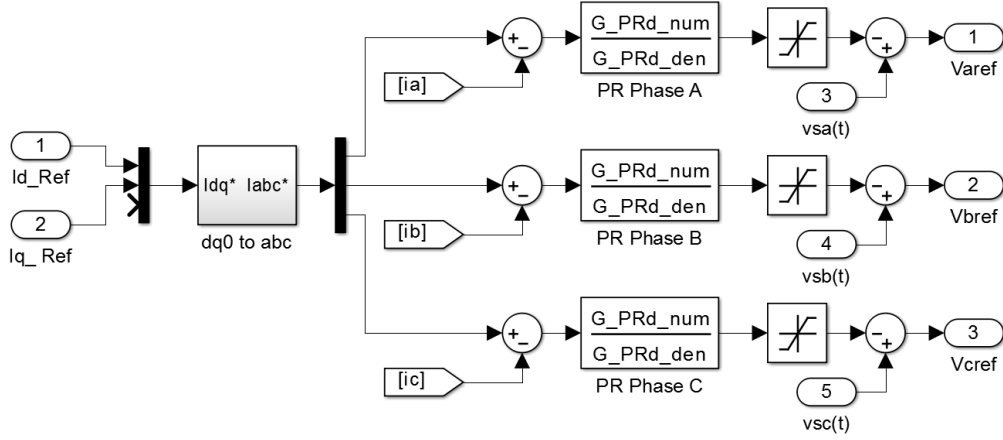 G_PRd_num
G_PRd_den
PR Phase A
[ia]
1
Varef
3
vsa(t)
1
Id_Ref
2
Iq_ Ref
Idq* Iabc*
dq0 to abc
G_PRd_num
G_PRd_den
PR Phase B
[ib]
2
Vbref
4
vsb(t)
G_PRd_num
G_PRd_den
PR Phase C
[ic]
3
Vcref
5
vsc(t)